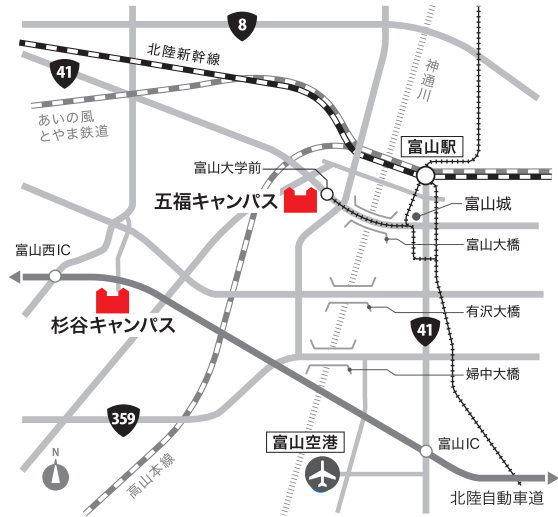 8
北陸新幹線
41
神通川
あいの風
とやま鉄道
富山駅
富山大学前
五福キャンパス
富山城
富山西IC
富山大橋
杉谷キャンパス
有沢大橋
41
婦中大橋
359
富山空港
富山IC
N
高山本線
北陸自動車道